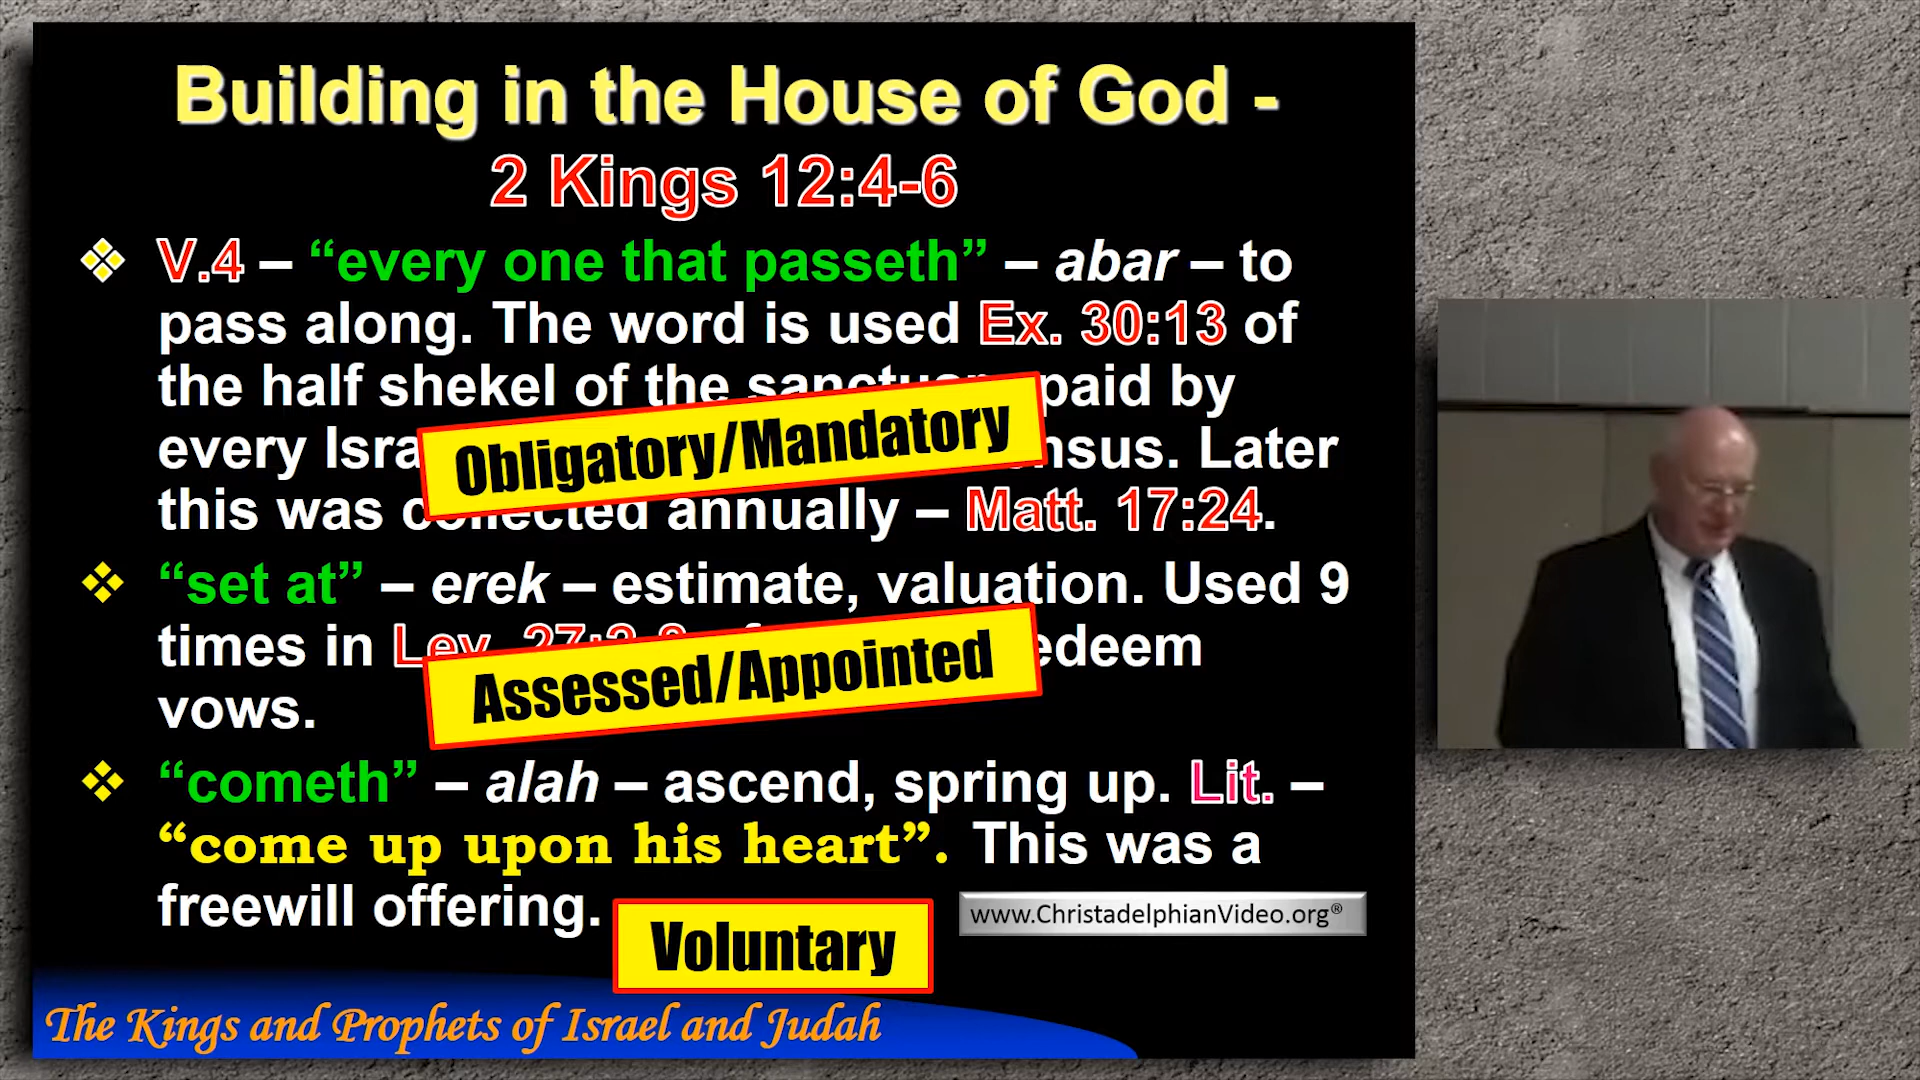 Building in the House of God -
2 Kings 12:4-6
V.4 – “every one that passeth” – abar – to
pass along. The word is used Ex. 30:13 of
the half shekel of the paid by
every
Obligatory/Mandatory
Later
this was collected annually – Matt. 17:24.
“set at” – erek – estimate, valuation. Used 9
times in Lev.
Assessed/Appointed
vows.
“cometh” – alah – ascend, spring up. Lit. –
“come up upon his heart”. This was a
freewill offering.
www.ChristadelphianVideo.org®
Voluntary
The Kings and Prophets of Israel and Judah